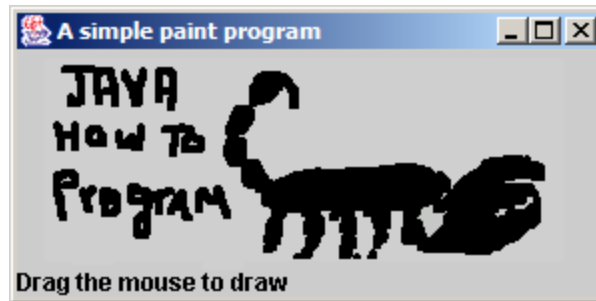 A simple paint program
JAVA
HOW TO
PrOGRAM
Drag the mouse to draw